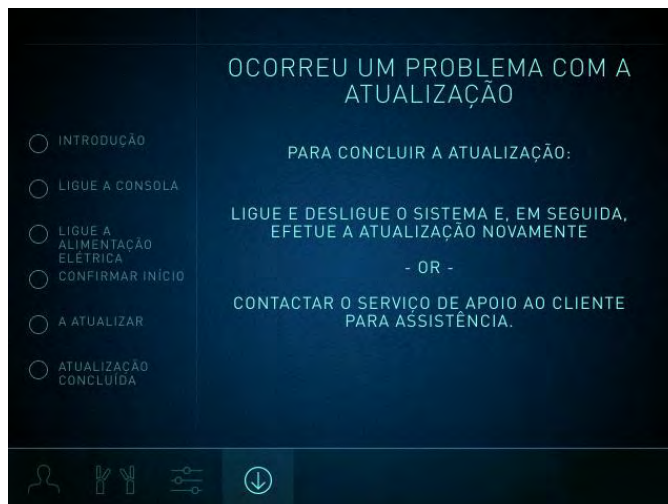 OCORREU UM PROBLEMA COM A
ATUALIZAÇÃO
INTRODUÇÃO
LIGUE A CONSOLA
LIGUE A
ALIMENTAÇÃO
ELÉTRICA
CONFIRMAR INÍCIO
A ATUALIZAR
ATUALIZAÇÃO
CONCLUÍDA
PARA CONCLUIR A ATUALIZAÇÃO:
LIGUE E DESLIGUE O SISTEMA E, EM SEGUIDA,
EFETUE A ATUALIZAÇÃO NOVAMENTE
- OR -
CONTACTAR O SERVIÇO DE APOIO AO CLIENTE
PARA ASSISTÊNCIA.